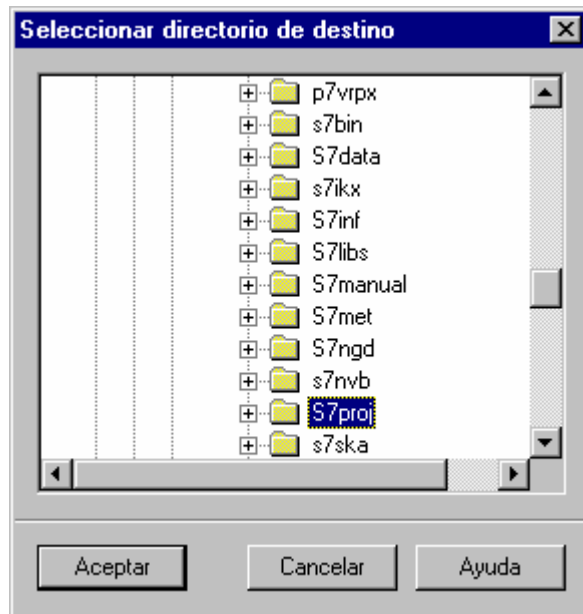 Seleccionar directorio de destino
p7vrpx
s7bin
S7data
s7ikx
S7inf
S7libs
S7manual
S7met
S7ngd
s7nvb
S7proj
s7ska
Aceptar Cancelar Ayuda